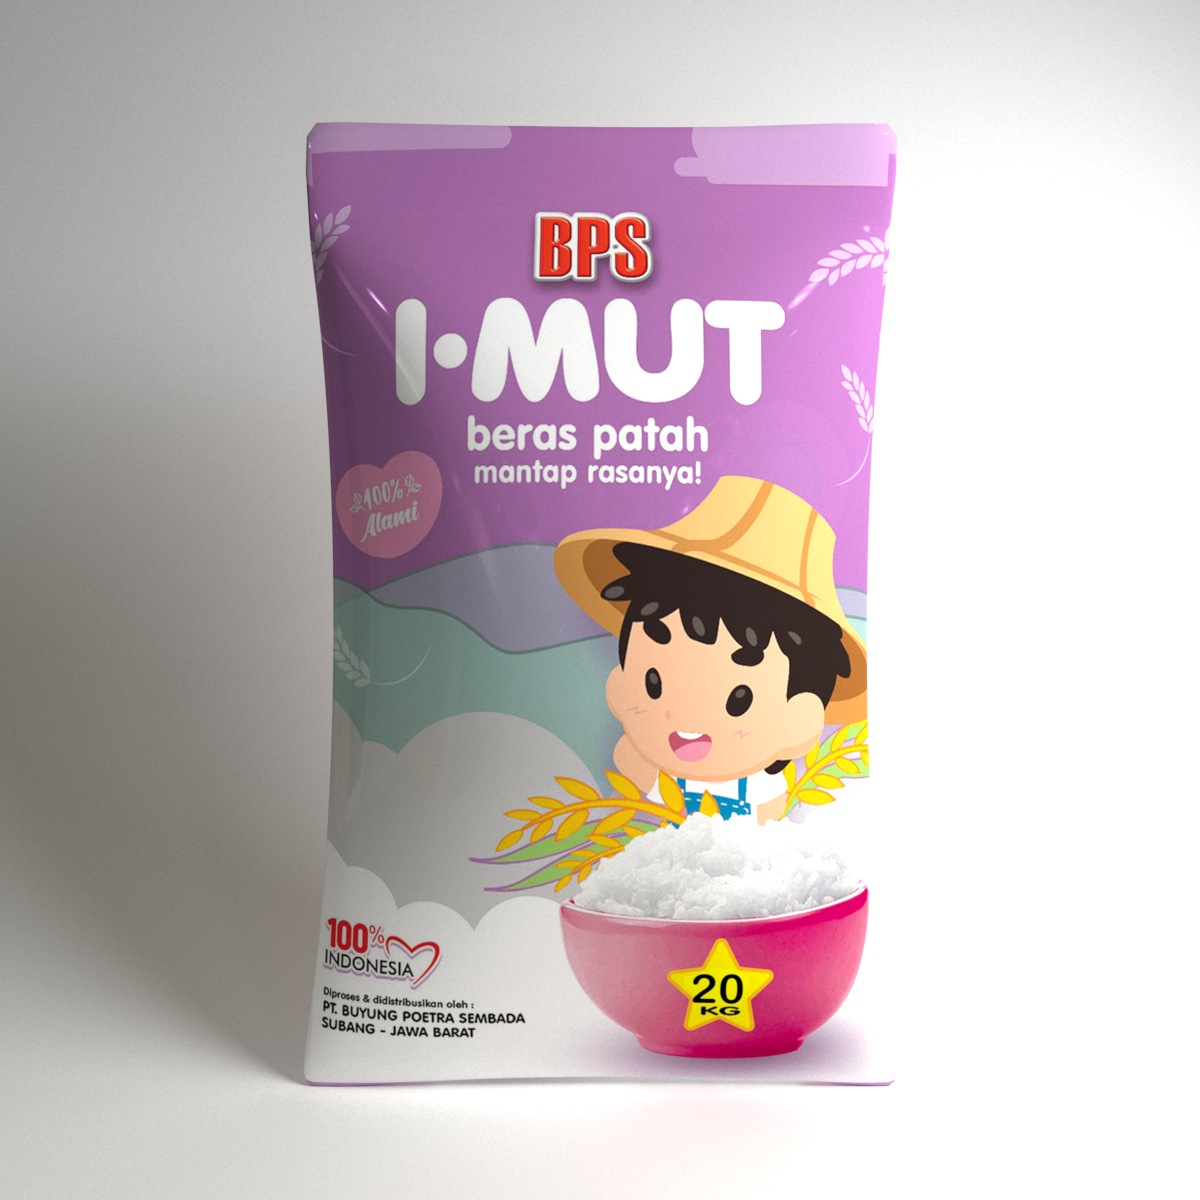 BPS
I•MUT
beras patah
mantap rasanya!
100%
Alami
100%
INDONESIA
Diproses & didistribusikan oleh :
PT. BUYUNG POETRA SEMBADA
SUBANG - JAWA BARAT
20
KG